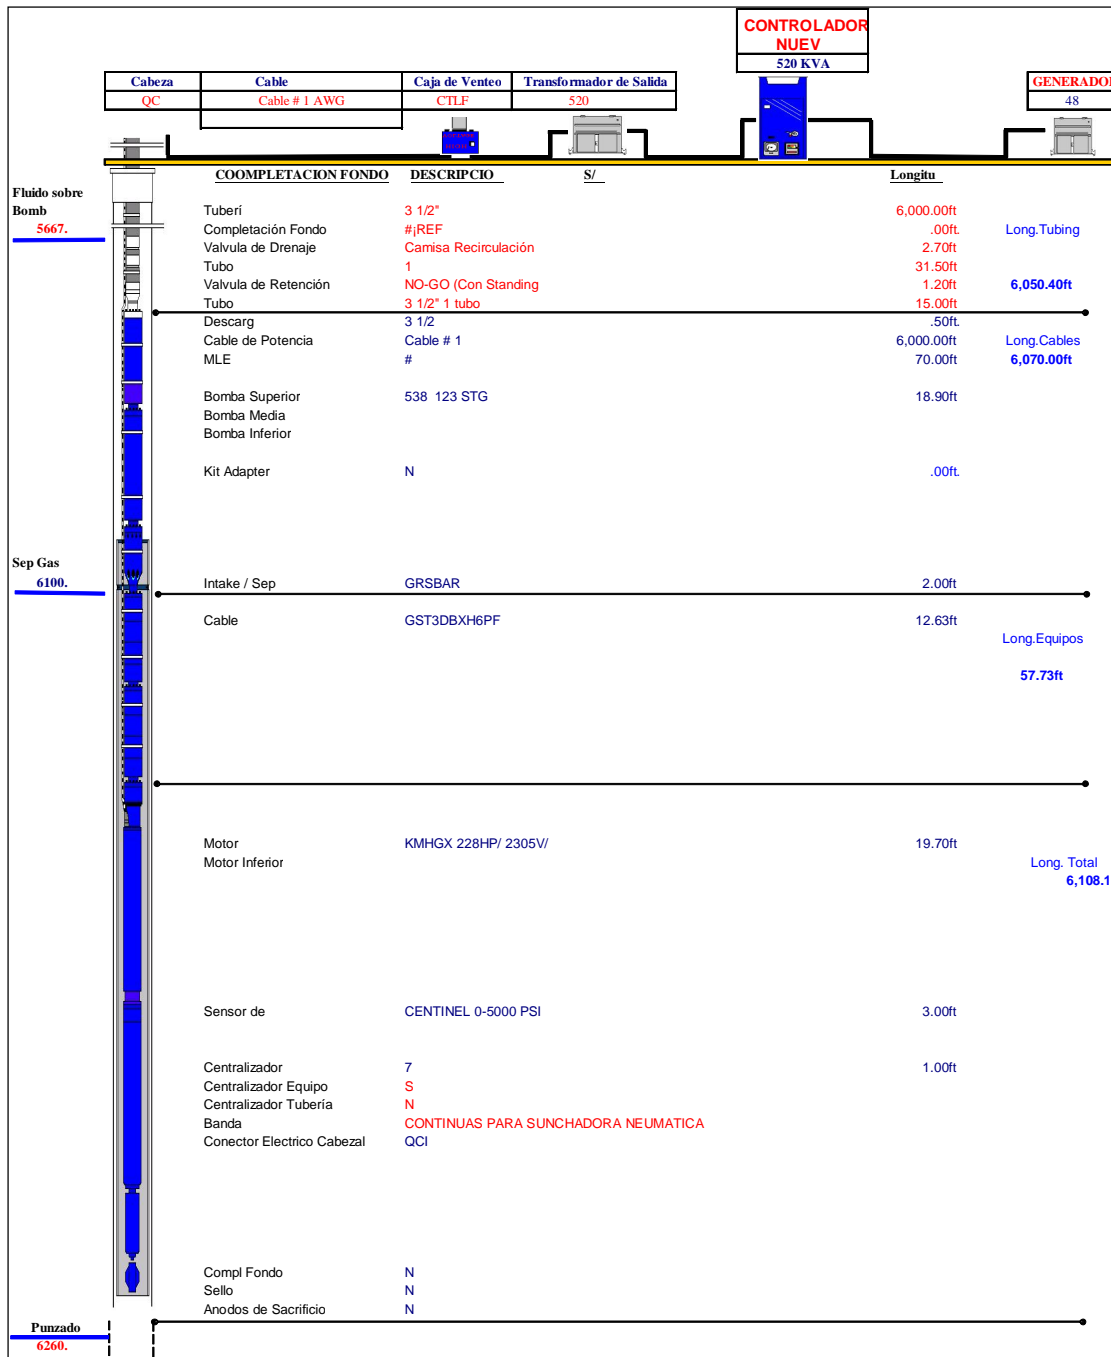 CONTROLADOR
NUEV
520 KVA
Cabeza Cable Caja de Venteo Transformador de Salida
GENERADOR
QC Cable # 1 AWG CTLF 520
48
COOMPLETACION FONDO DESCRIPCIO S/ Longitu
Fluido sobre
Bomb
5667.
Tuberí 3 1/2" 6,000.00ft
Completación Fondo #¡REF .00ft. Long.Tubing
Valvula de Drenaje Camisa Recirculación 2.70ft
Tubo 1 31.50ft
Valvula de Retención NO-GO (Con Standing 1.20ft 6,050.40ft
Tubo 3 1/2" 1 tubo 15.00ft
Descarg 3 1/2 .50ft.
Cable de Potencia Cable # 1 6,000.00ft Long.Cables
MLE # 70.00ft 6,070.00ft
Bomba Superior 538 123 STG 18.90ft
Bomba Media
Bomba Inferior
Kit Adapter N .00ft.
Sep Gas
6100.
Intake / Sep GRSBAR 2.00ft
Cable GST3DBXH6PF 12.63ft
Long.Equipos
57.73ft
Motor KMHGX 228HP/ 2305V/ 19.70ft
Motor Inferior Long. Total
6,108.1
Sensor de CENTINEL 0-5000 PSI 3.00ft
Centralizador 7 1.00ft
Centralizador Equipo S
Centralizador Tubería N
Banda CONTINUAS PARA SUNCHADORA NEUMATICA
Conector Electrico Cabezal QCI
Compl Fondo N
Sello N
Anodos de Sacrificio N
Punzado
6260.